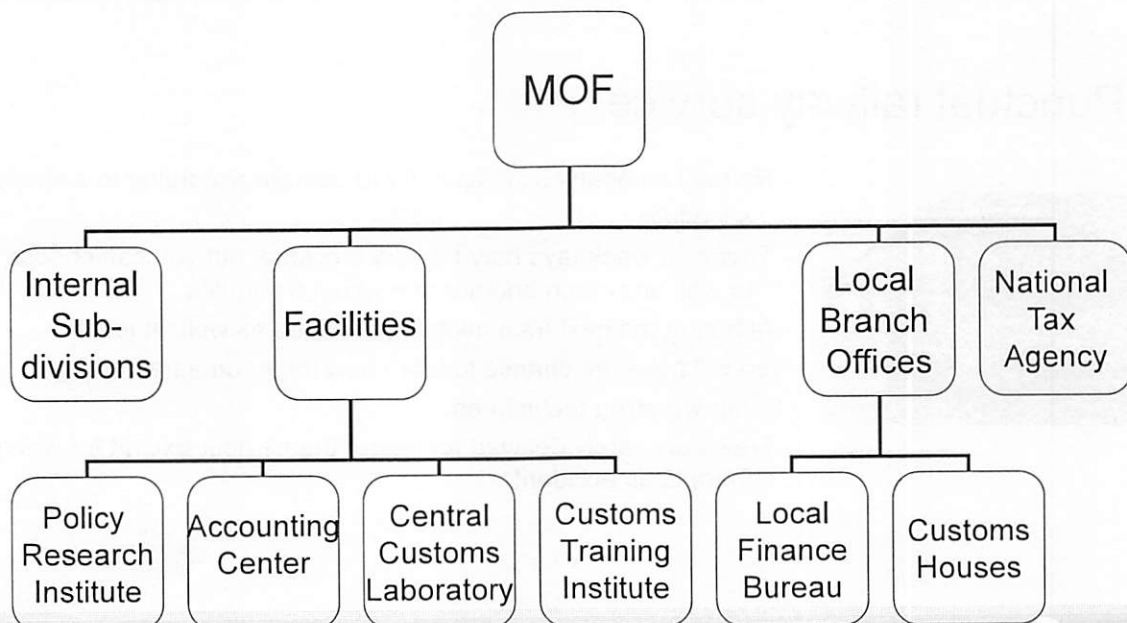 MOF
Internal
Sub-
divisions
Facilities
Local
Branch
Offices
National
Tax
Agency
Policy
Research
Institute
Accounting
Center
Central
Customs
Laboratory
Customs
Training
Institute
Local
Finance
Bureau
Customs
Houses